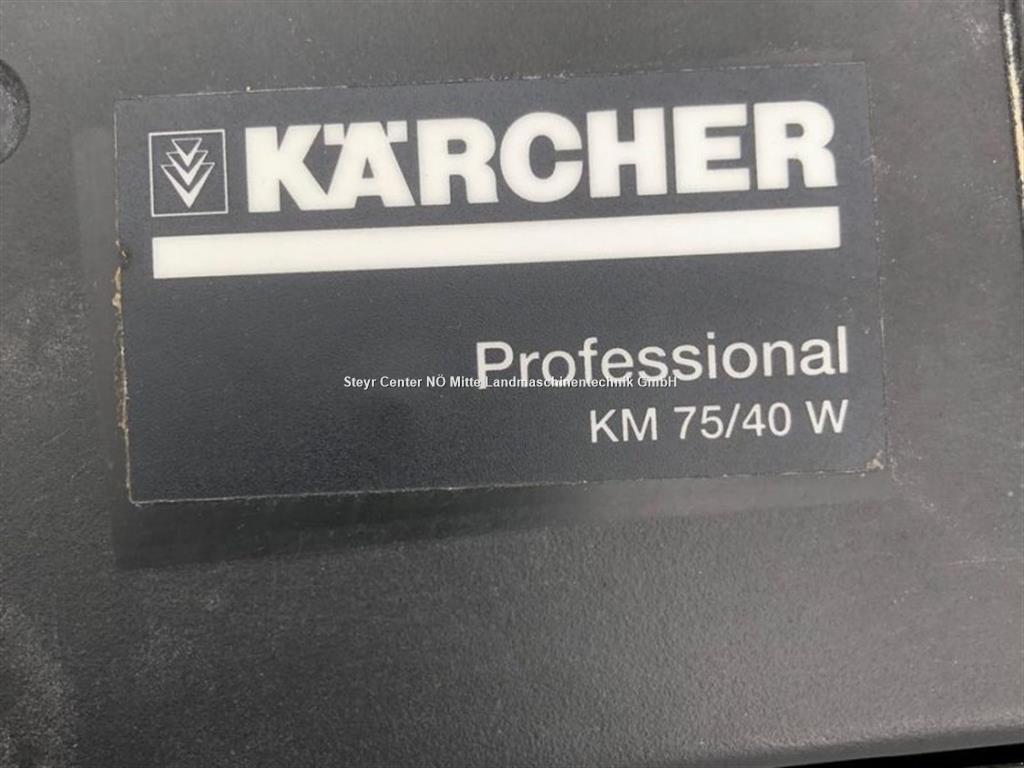 KÄRCHER
Professional
Steyr Center NÖ Mitte Landmaschinentechnik GmbH
KM 75/40 W